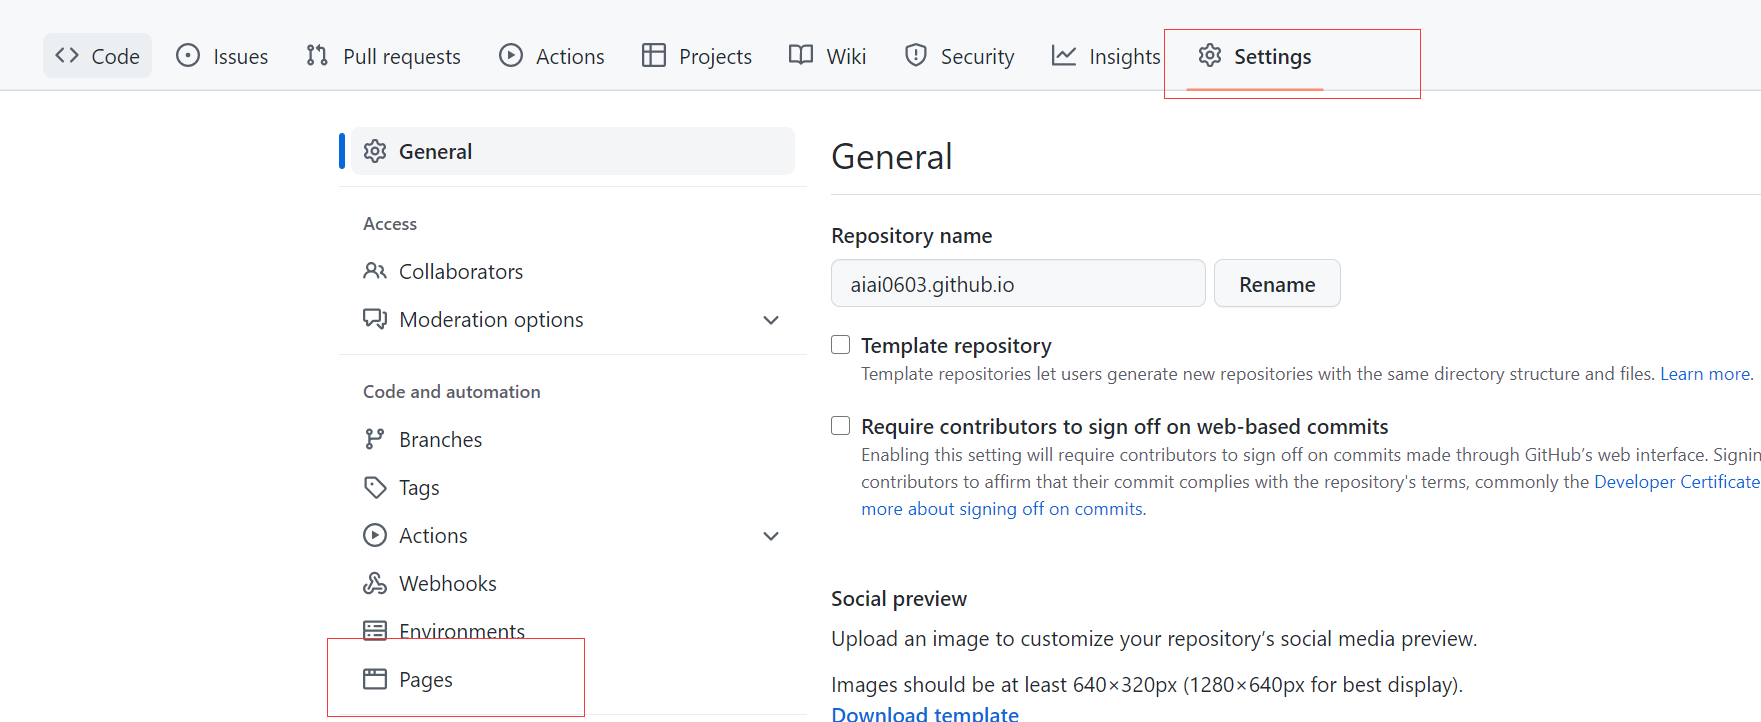 Code Issues Pull requests Actions Projects Wiki Security Insights Settings
General
Access
Collaborators
Moderation options
Code and automation
Branches
Tags
Actions
Webhooks
Environments
Pages
General
Repository name
aiai0603.github.io Rename
Template repository
Template repositories let users generate new repositories with the same directory structure and files. Learn more.
Require contributors to sign off on web-based commits
Enabling this setting will require contributors to sign off on commits made through GitHub's web interface. Signin
contributors to affirm that their commit complies with the repository's terms, commonly the Developer Certificate
more about signing off on commits.
Social preview
Upload an image to customize your repository's social media preview.
Images should be at least 640×320px (1280×640px for best display).
Download template